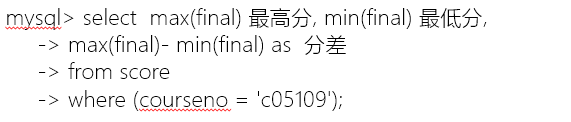 mysql> select  max(final) 最高分, min(final) 最低分,
-> max(final)- min(final) as  分差
-> from score
-> where (courseno = 'c05109');